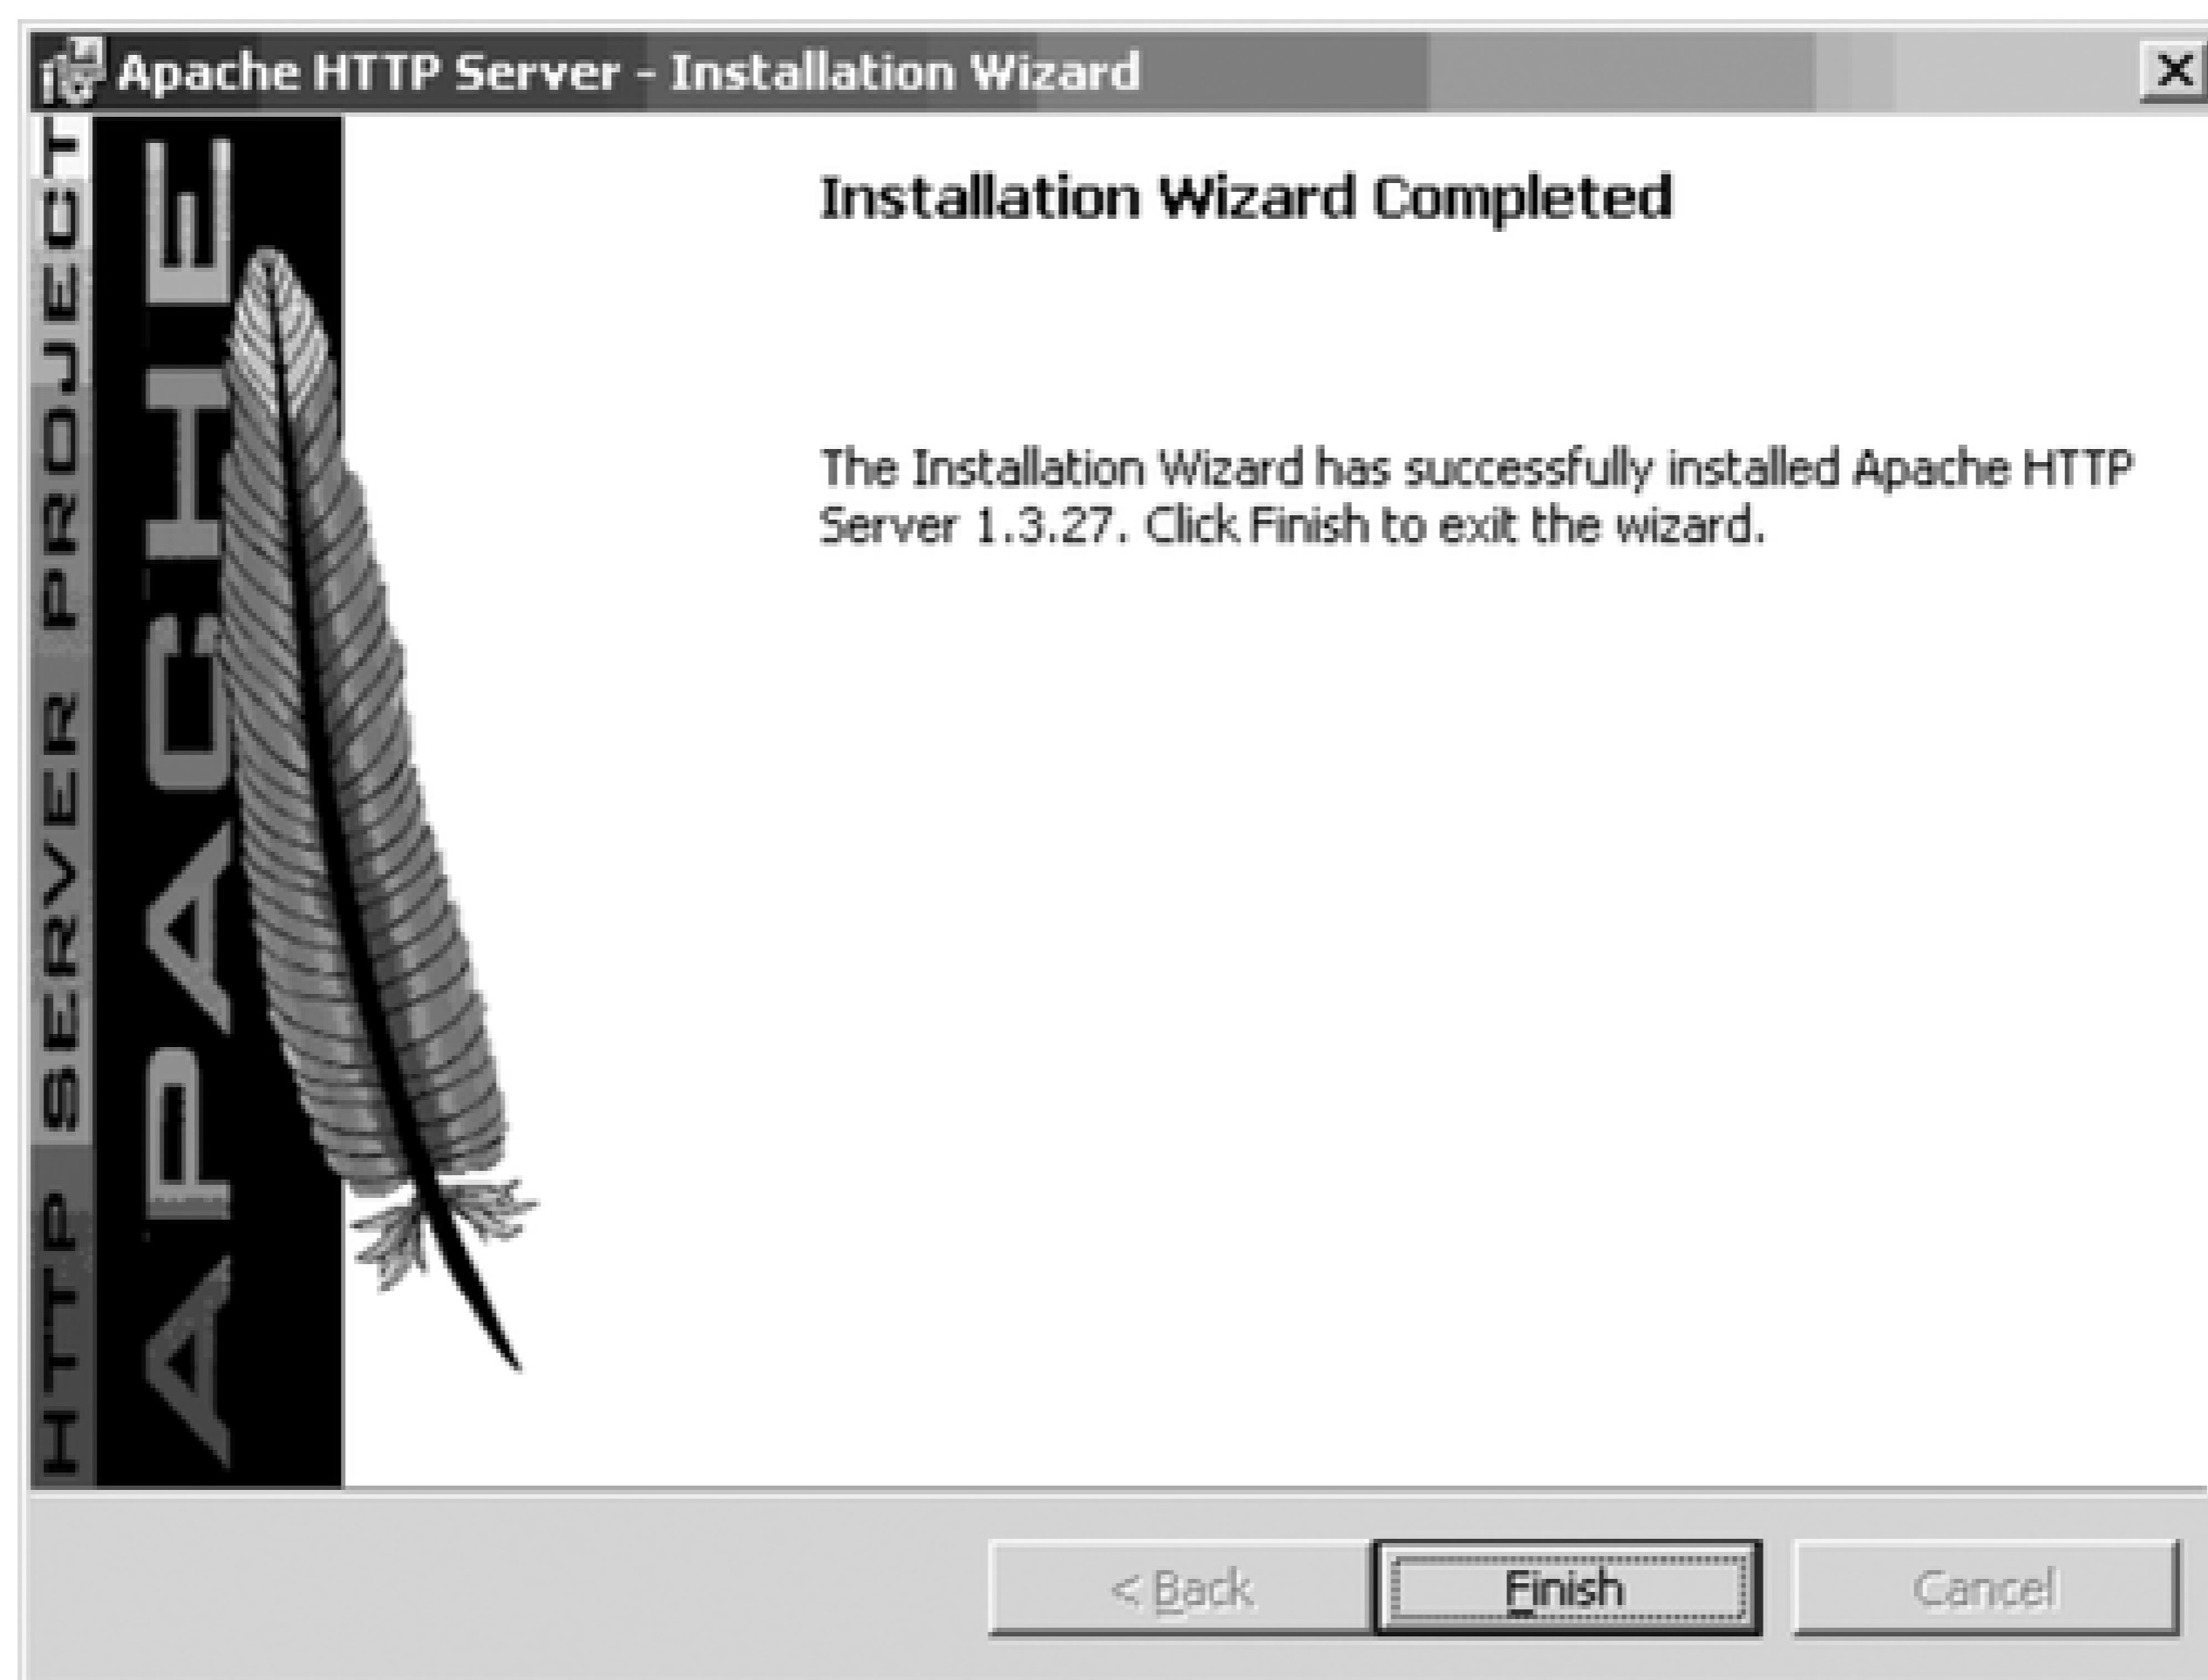 Apache HTTP Server - Installation Wizard
HTTP SERVER PROJECT
APACHE
Installation Wizard Completed
The Installation Wizard has successfully installed Apache HTTP
Server 1.3.27. Click Finish to exit the wizard.
< Back
Finish
Cancel